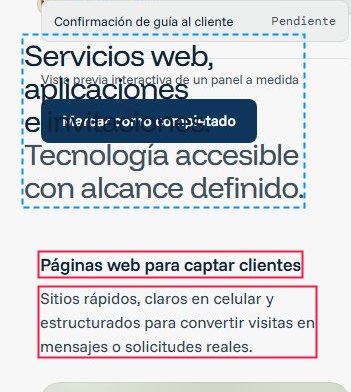 Confirmación de guía al cliente Pendiente
Servicios web,
Vista previa interactiva de un panel a medida
aplicaciones
e invitaciones.
Marcar como completado
Tecnología accesible
con alcance definido.
Páginas web para captar clientes
Sitios rápidos, claros en celular y
estructurados para convertir visitas en
mensajes o solicitudes reales.